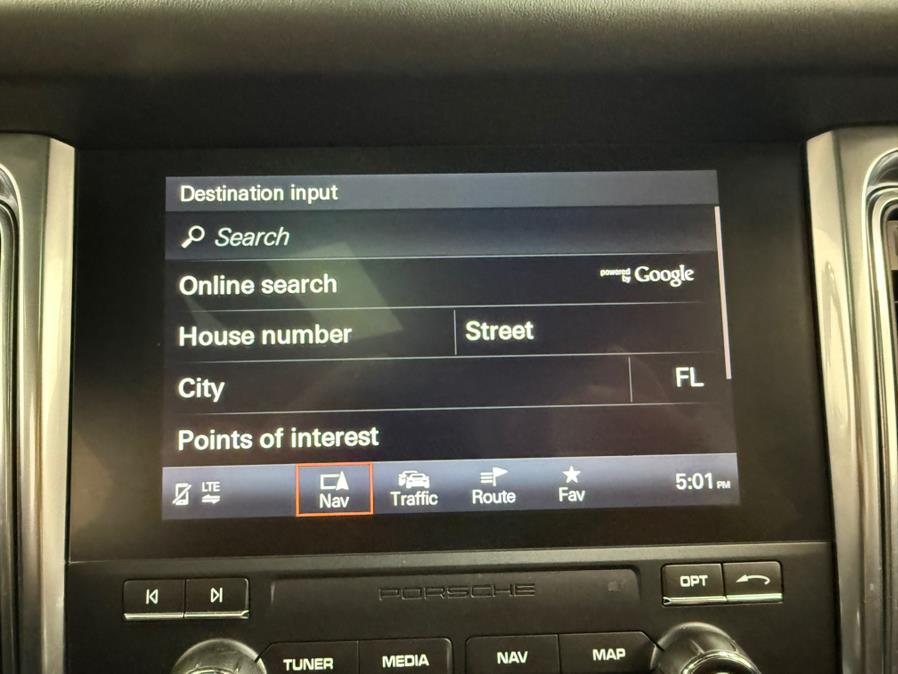 Destination input
Search
Online search powered by Google
House number Street
City FL
Points of interest
LTE Nav Traffic Route Fav 5:01 PM
PORSCHE OPT
TUNER MEDIA NAV MAP